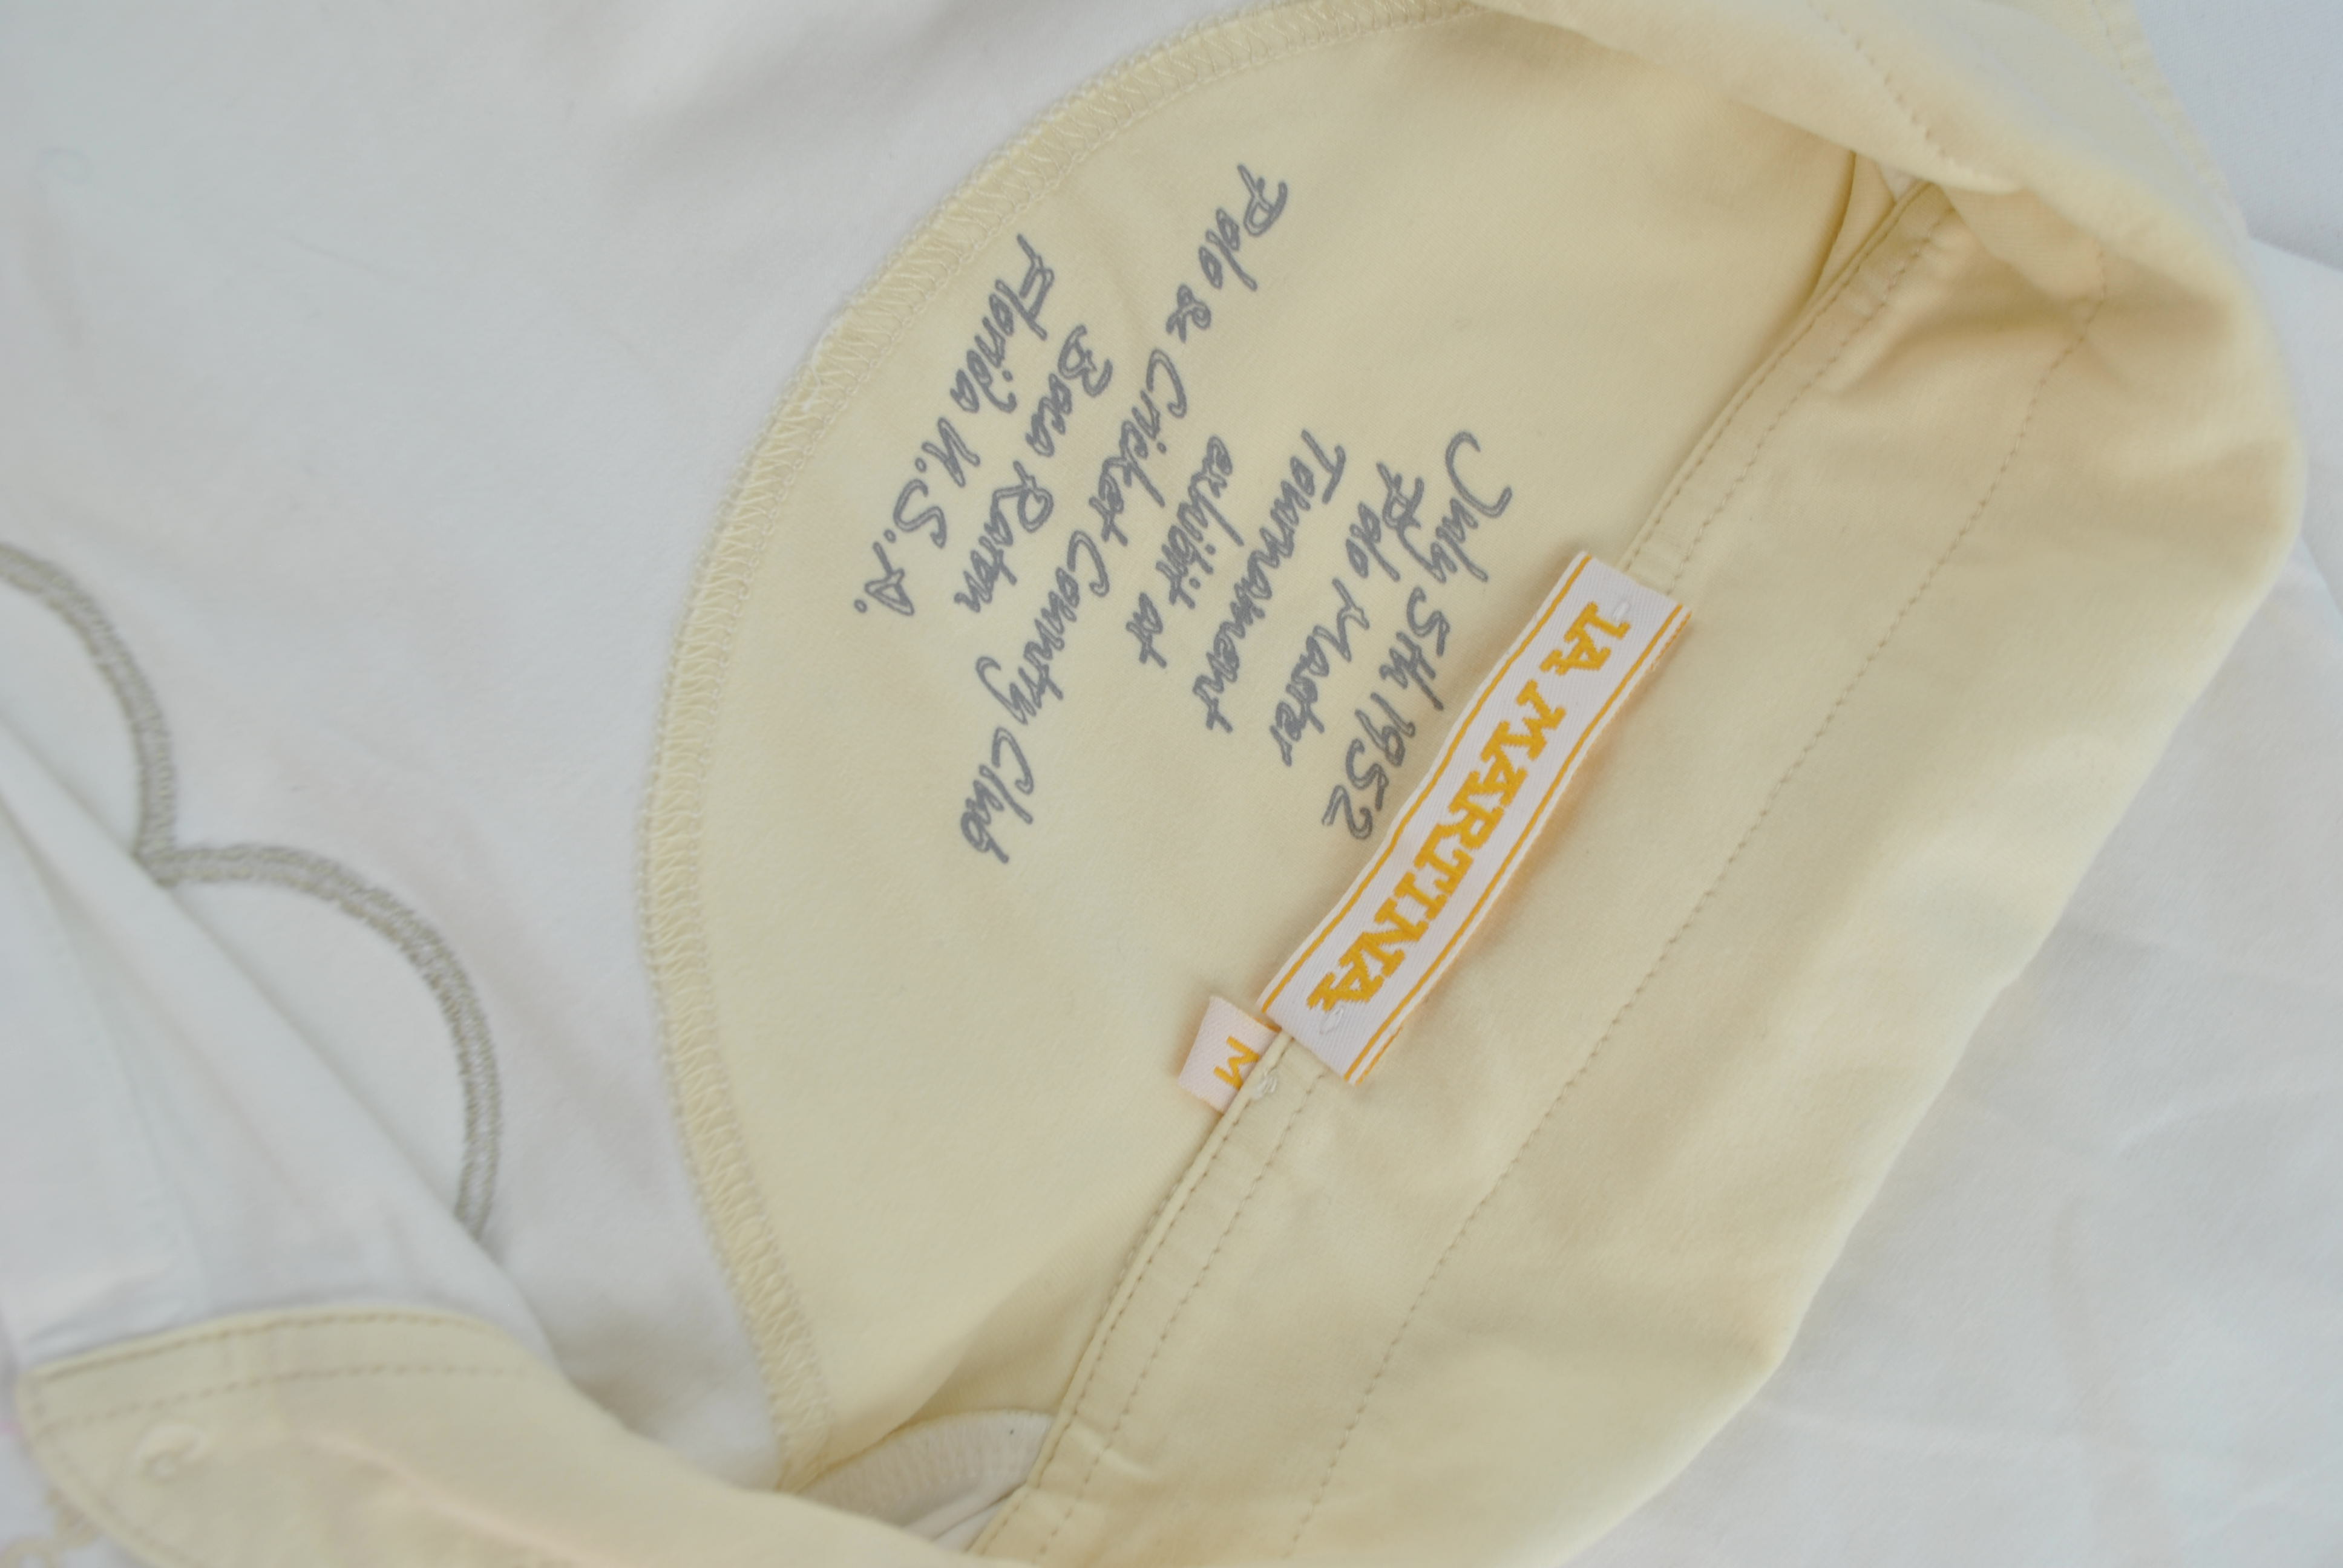 LA MARTINA
M
July 5th 1952
Polo Master
Tournament
exhibit at
Polo & Cricket Country Club
Boca Raton
Florida U.S.A.